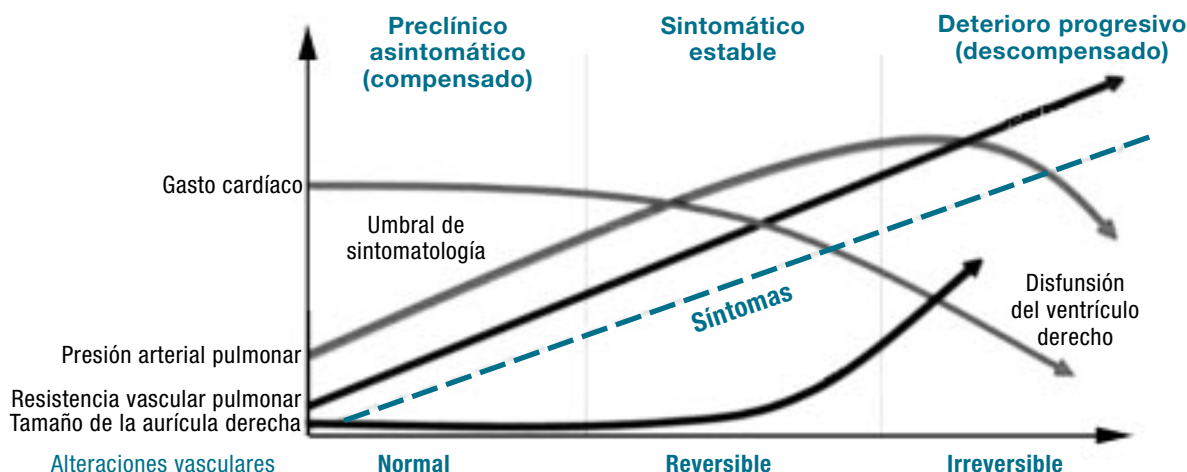 Preclínico
asintomático
(compensado)
Sintomático
estable
Deterioro progresivo
(descompensado)
Gasto cardíaco
Umbral de
sintomatología
Síntomas
Disfunsión
del ventrículo
derecho
Presión arterial pulmonar
Resistencia vascular pulmonar
Tamaño de la aurícula derecha
Alteraciones vasculares
Normal
Reversible
Irreversible